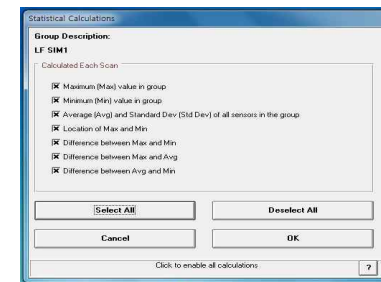 Statistical Calculations
Group Description:
LF SIM1
Calculated Each Scan
Maximum (Max) value in group
Minimum (Min) value in group
Average (Avg) and Standard Dev (Std Dev) of all sensors in the group
Location of Max and Min
Difference between Max and Min
Difference between Max and Avg
Difference between Avg and Min
Select All Deselect All
Cancel OK
Click to enable all calculations ?